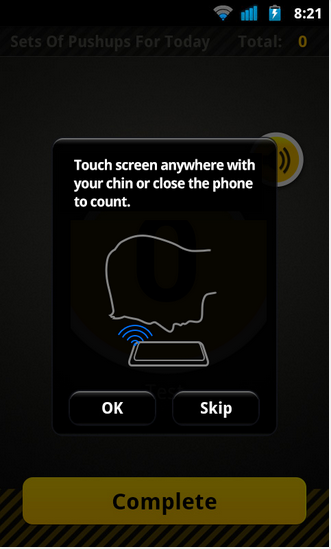 8:21
Sets Of Pushups For Today Total: 0
Touch screen anywhere with
your chin or close the phone
to count.
0
OK Skip
Complete